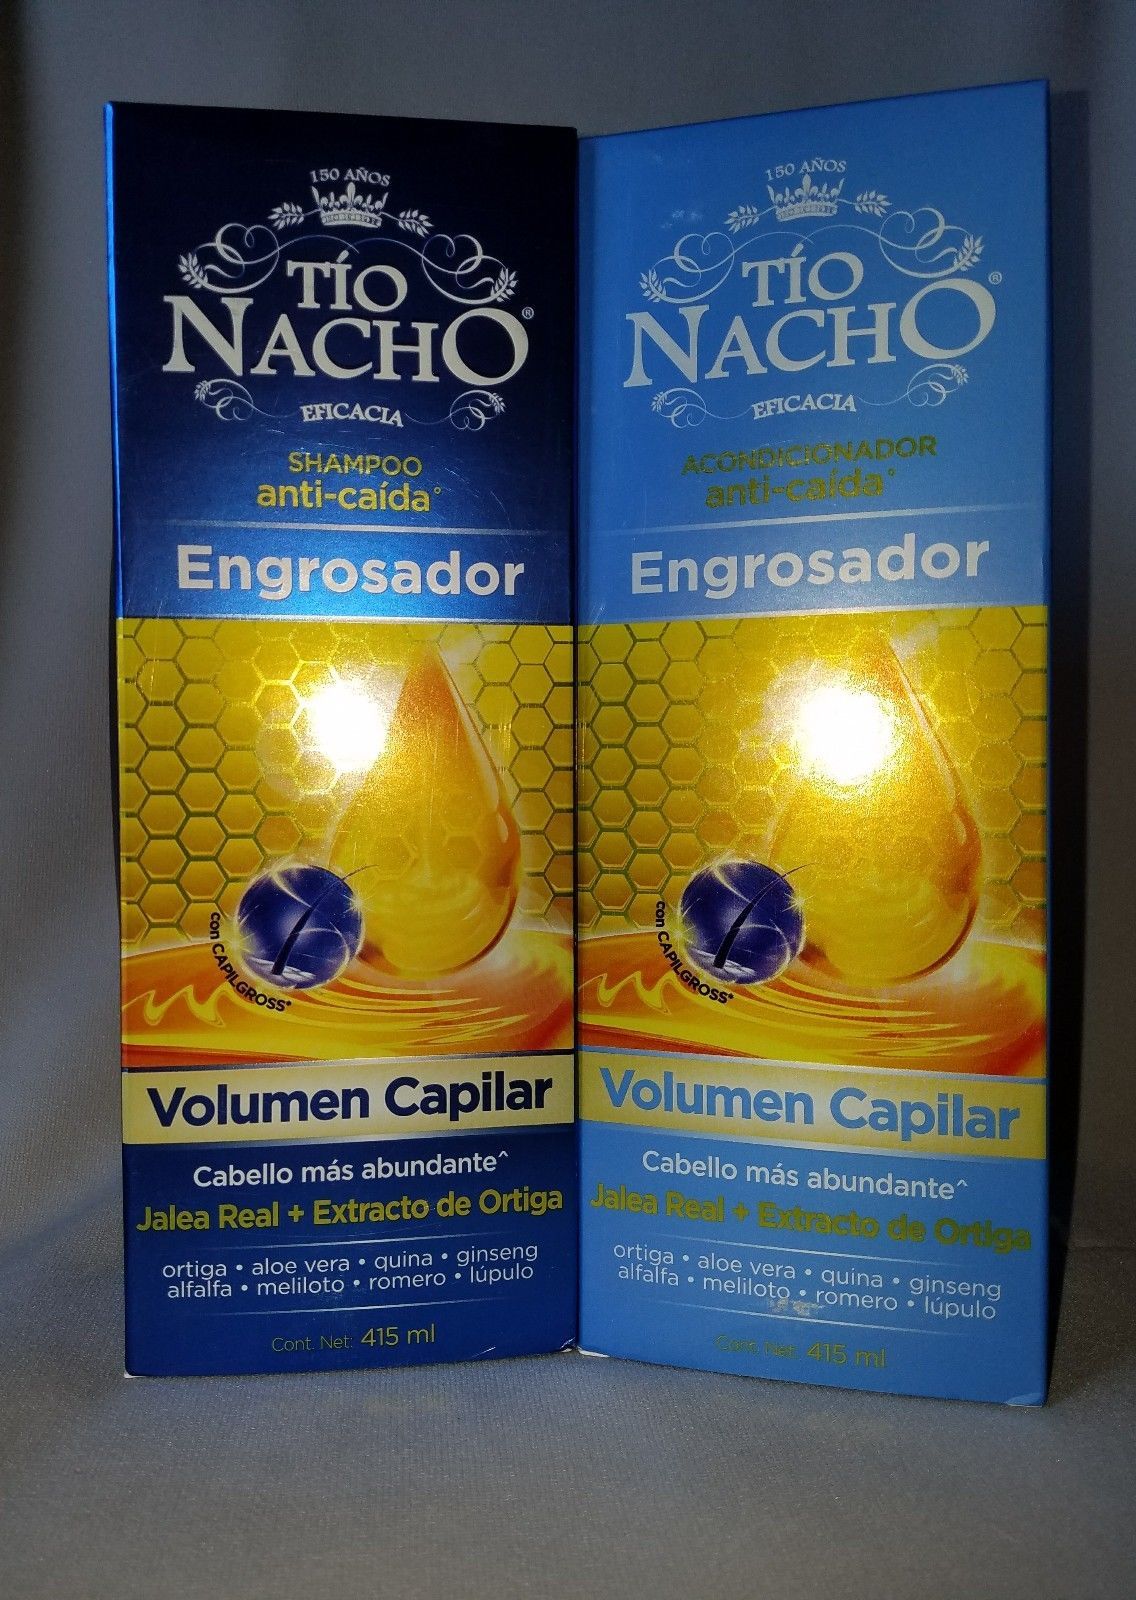 150 AÑOS
TÍO
NACHO®
EFICACIA
SHAMPOO
anti-caída°
Engrosador
con CAPILGROSS*
Volumen Capilar
Cabello más abundante^
Jalea Real + Extracto de Ortiga
ortiga • aloe vera • quina • ginseng
alfalfa • meliloto • romero • lúpulo
Cont. Net: 415 ml
150 AÑOS
TÍO
NACHO®
EFICACIA
ACONDICIONADOR
anti-caída°
Engrosador
con CAPILGROSS*
Volumen Capilar
Cabello más abundante^
Jalea Real + Extracto de Ortiga
ortiga • aloe vera • quina • ginseng
alfalfa • meliloto • romero • lúpulo
Cont. Net: 415 ml